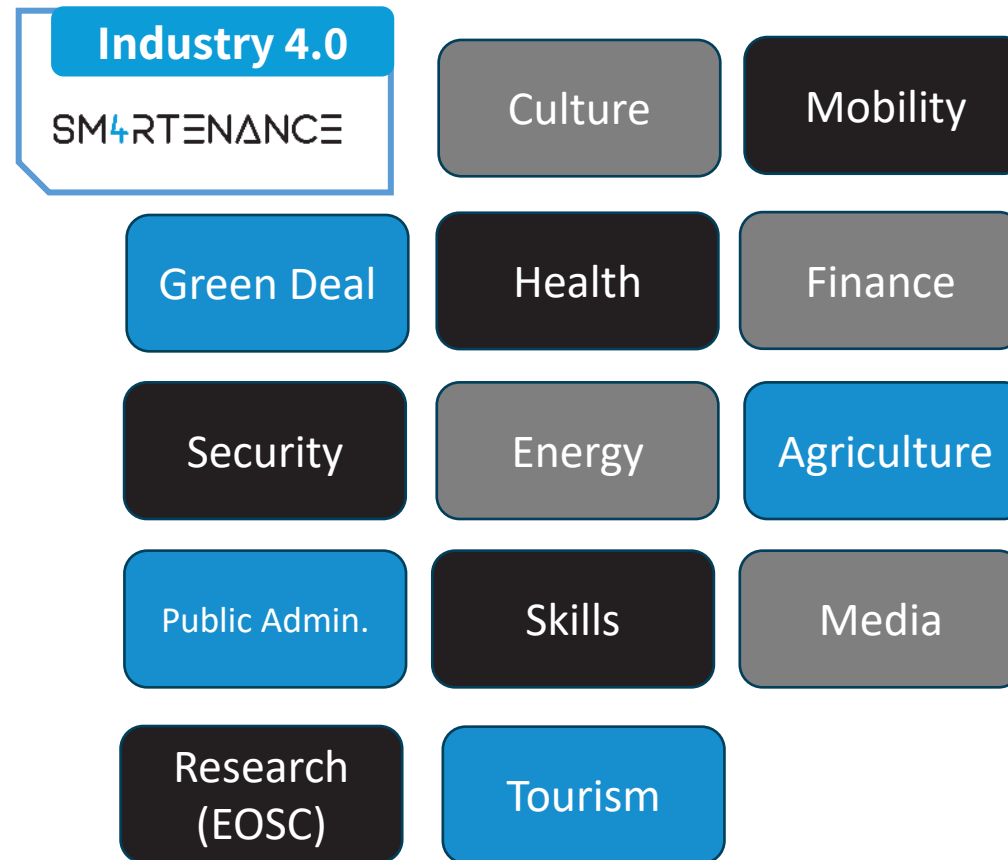 Industry 4.0
SM4RTENANCE
Culture
Mobility
Green Deal
Health
Finance
Security
Energy
Agriculture
Public Admin.
Skills
Media
Research
(EOSC)
Tourism